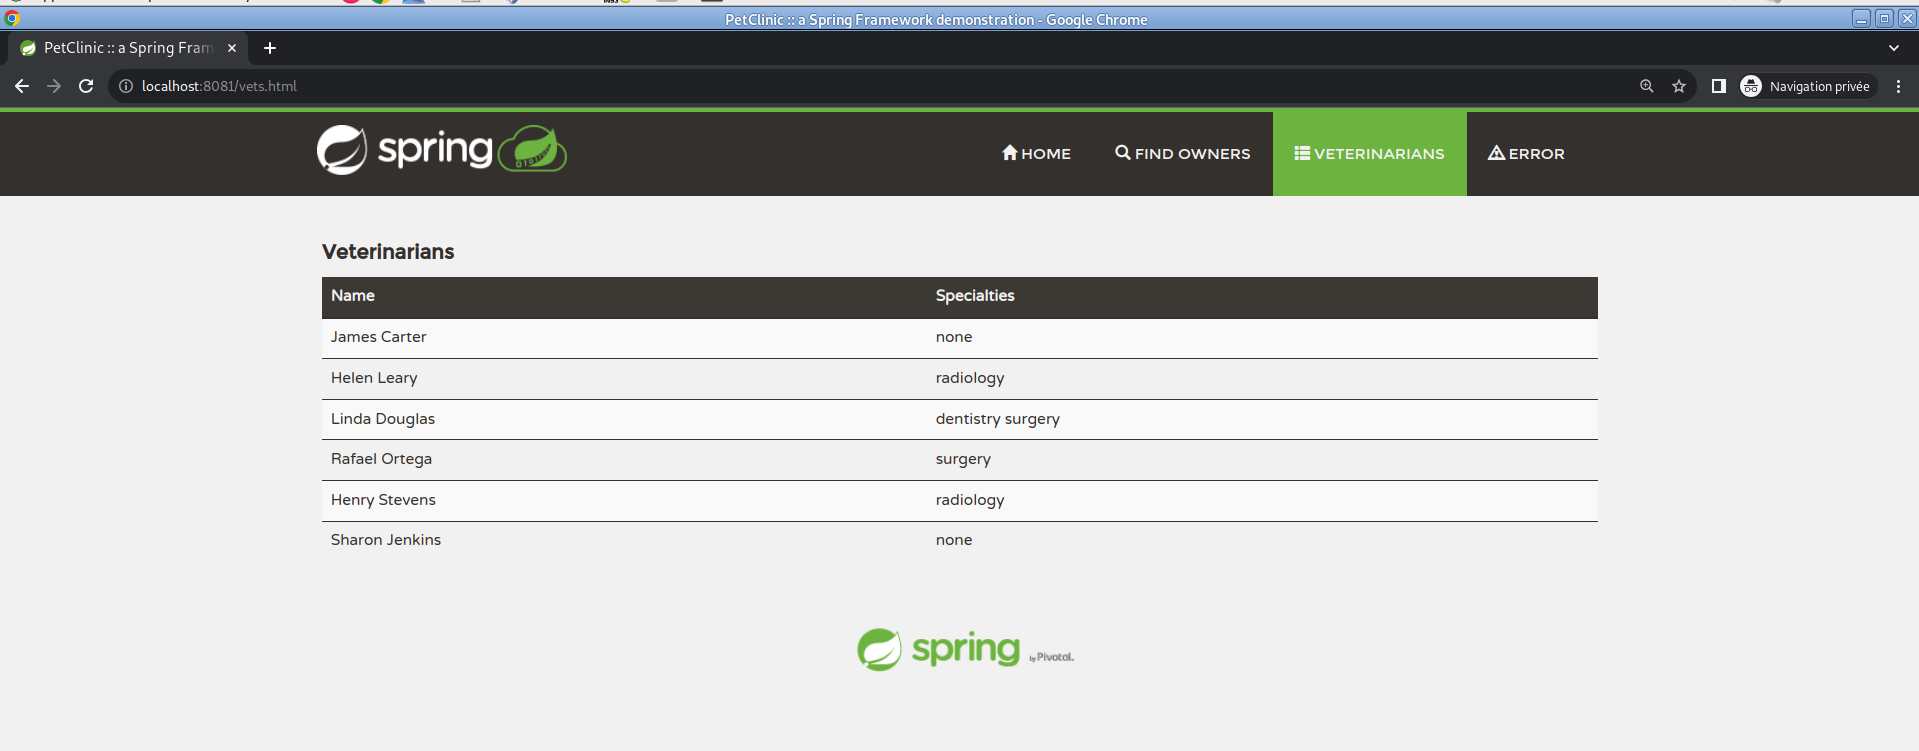 PetClinic :: a Spring Framework demonstration - Google Chrome
PetClinic :: a Spring Fram
localhost:8081/vets.html
Navigation privée
spring
HOME
FIND OWNERS
VETERINARIANS
ERROR
Veterinarians
Name Specialties
James Carter none
Helen Leary radiology
Linda Douglas dentistry surgery
Rafael Ortega surgery
Henry Stevens radiology
Sharon Jenkins none
spring by Pivotal